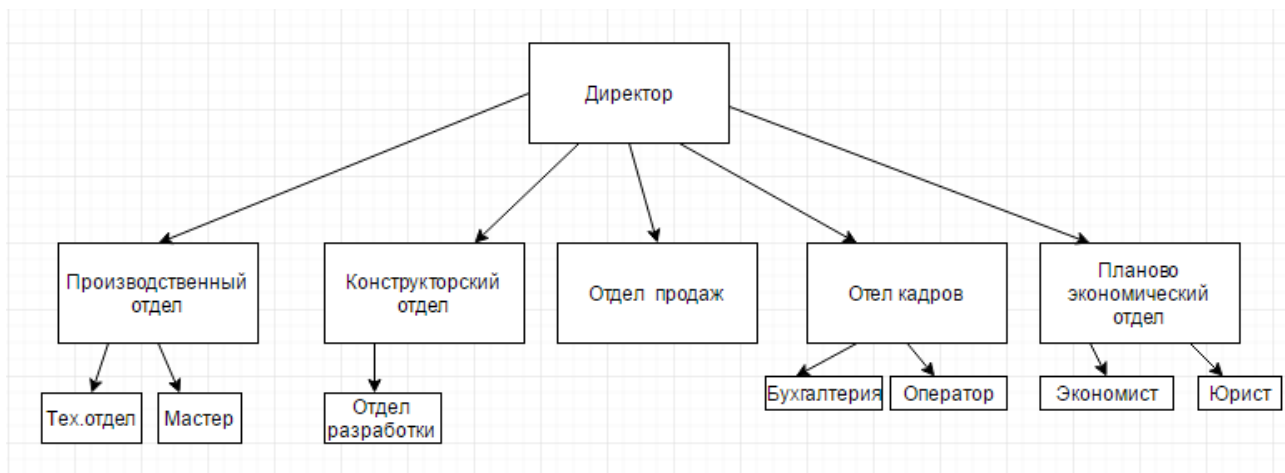 Директор
Производственный
отдел
Конструкторский
отдел
Отдел продаж
Отел кадров
Планово
экономический
отдел
Тех.отдел
Мастер
Отдел
разработки
Бухгалтерия
Оператор
Экономист
Юрист